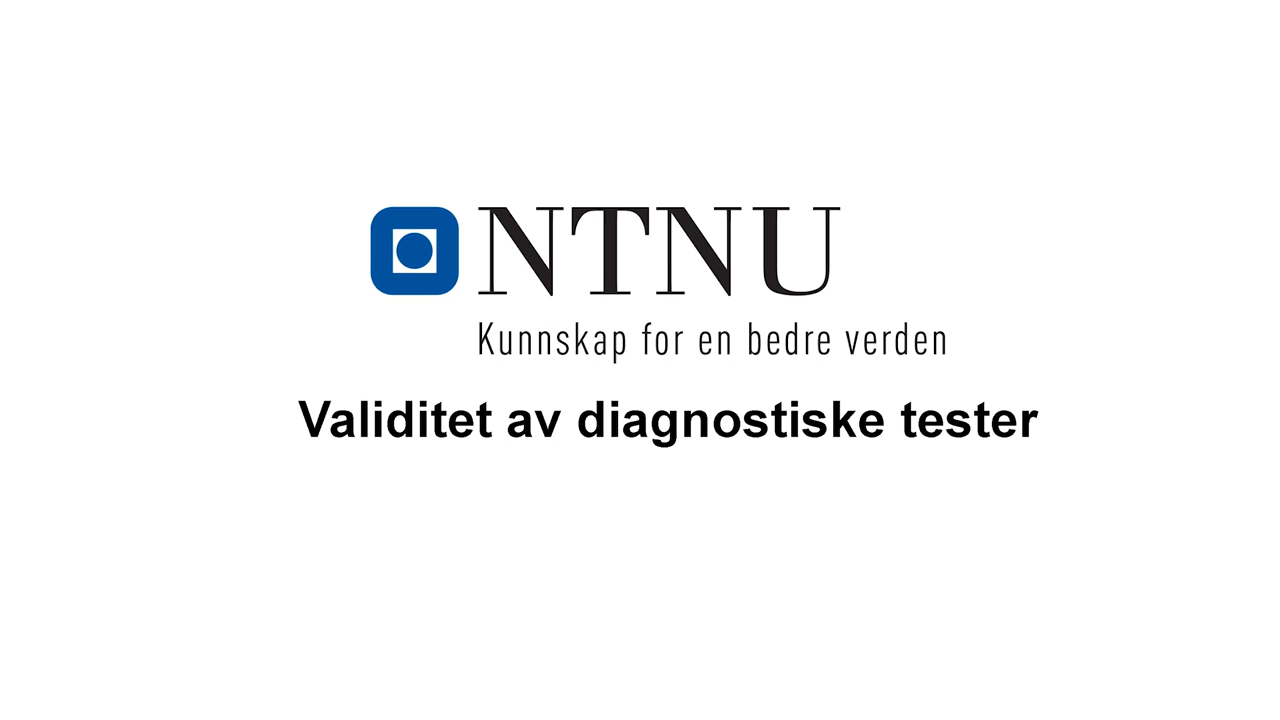 NTNU
Kunnskap for en bedre verden
Validitet av diagnostiske tester